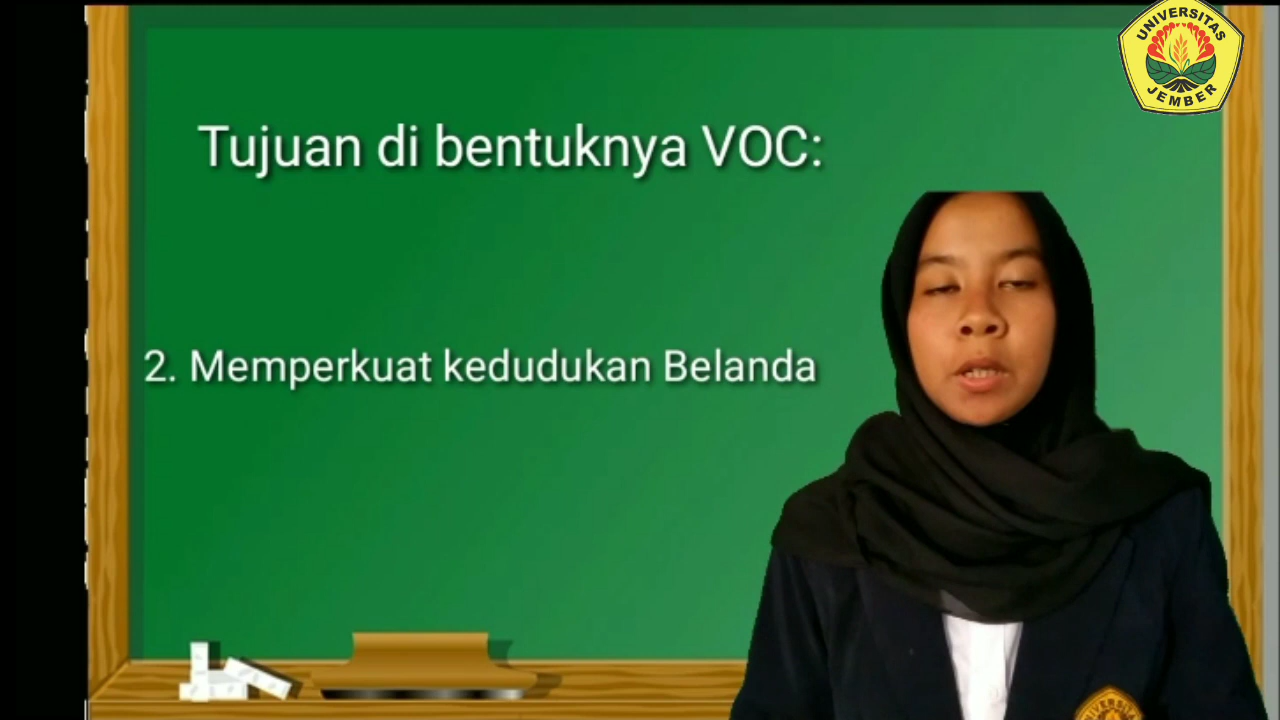 UNIVERSITAS
JEMBER
Tujuan di bentuknya VOC:
2. Memperkuat kedudukan Belanda